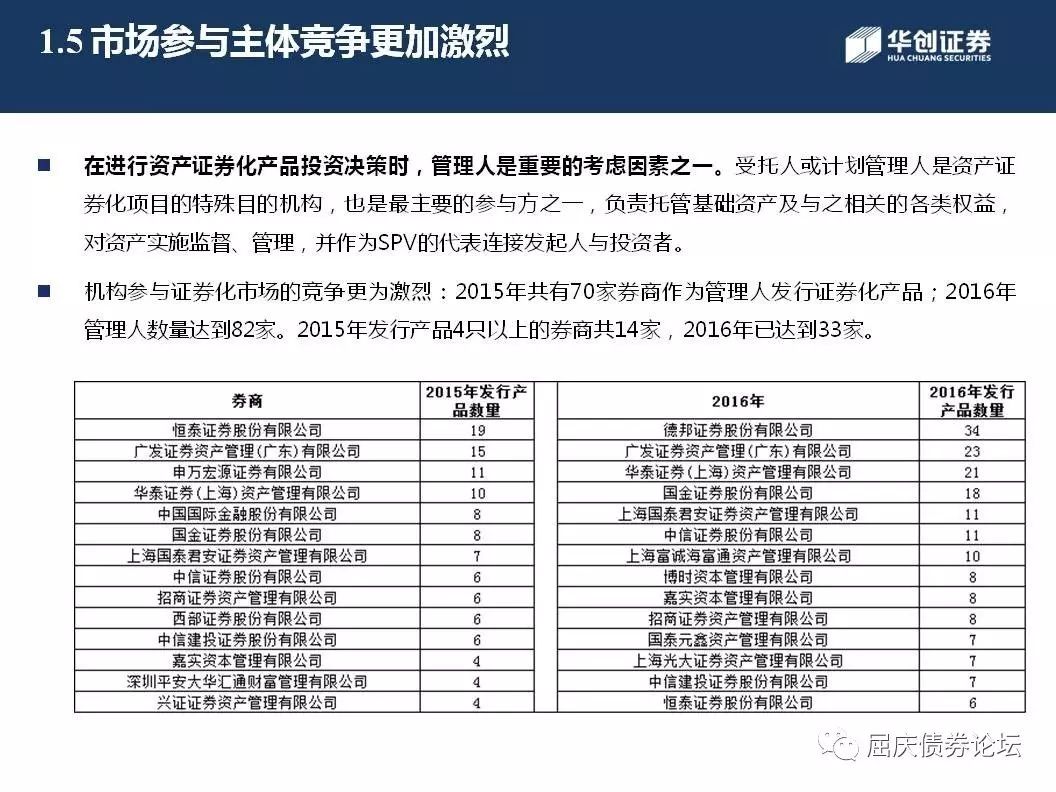 1.5 市场参与主体竞争更加激烈
华创证券
HUA CHUANG SECURITIES
在进行资产证券化产品投资决策时，管理人是重要的考虑因素之一。受托人或计划管理人是资产证
券化项目的特殊目的机构，也是最主要的参与方之一，负责托管基础资产及与之相关的各类权益，
对资产实施监督、管理，并作为SPV的代表连接发起人与投资者。
机构参与证券化市场的竞争更为激烈：2015年共有70家券商作为管理人发行证券化产品；2016年
管理人数量达到82家。2015年发行产品4只以上的券商共14家，2016年已达到33家。
券商 2015年发行产品数量 2016年 2016年发行产品数量
恒泰证券股份有限公司 19 德邦证券股份有限公司 34
广发证券资产管理(广东)有限公司 15 广发证券资产管理(广东)有限公司 23
申万宏源证券有限公司 11 华泰证券(上海)资产管理有限公司 21
华泰证券(上海)资产管理有限公司 10 国金证券股份有限公司 18
中国国际金融股份有限公司 8 上海国泰君安证券资产管理有限公司 11
国金证券股份有限公司 8 中信证券股份有限公司 11
上海国泰君安证券资产管理有限公司 7 上海富诚海富通资产管理有限公司 10
中信证券股份有限公司 6 博时资本管理有限公司 8
招商证券资产管理有限公司 6 嘉实资本管理有限公司 8
西部证券股份有限公司 6 招商证券资产管理有限公司 8
中信建投证券股份有限公司 6 国泰元鑫资产管理有限公司 7
嘉实资本管理有限公司 4 上海光大证券资产管理有限公司 7
深圳平安大华汇通财富管理有限公司 4 中信建投证券股份有限公司 7
兴证证券资产管理有限公司 4 恒泰证券股份有限公司 6
屈庆债券论坛